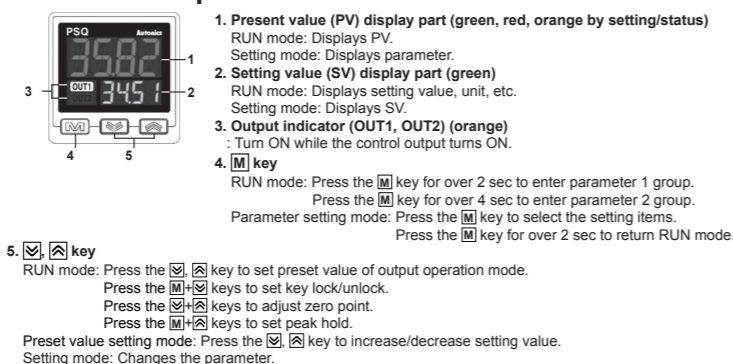 PSQ Autonics
35.82
OUT1 34.51
OUT2
1
2
3
4 5
1. Present value (PV) display part (green, red, orange by setting/status)
RUN mode: Displays PV.
Setting mode: Displays parameter.
2. Setting value (SV) display part (green)
RUN mode: Displays setting value, unit, etc.
Setting mode: Displays SV.
3. Output indicator (OUT1, OUT2) (orange)
: Turn ON while the control output turns ON.
4. M key
RUN mode: Press the M key for over 2 sec to enter parameter 1 group.
Press the M key for over 4 sec to enter parameter 2 group.
Parameter setting mode: Press the M key to select the setting items.
Press the M key for over 2 sec to return RUN mode.
5. ︾, ︽ key
RUN mode: Press the ︾, ︽ key to set preset value of output operation mode.
Press the M+︾ keys to set key lock/unlock.
Press the ︾+︽ keys to adjust zero point.
Press the M+︽ keys to set peak hold.
Preset value setting mode: Press the ︾, ︽ key to increase/decrease setting value.
Setting mode: Changes the parameter.